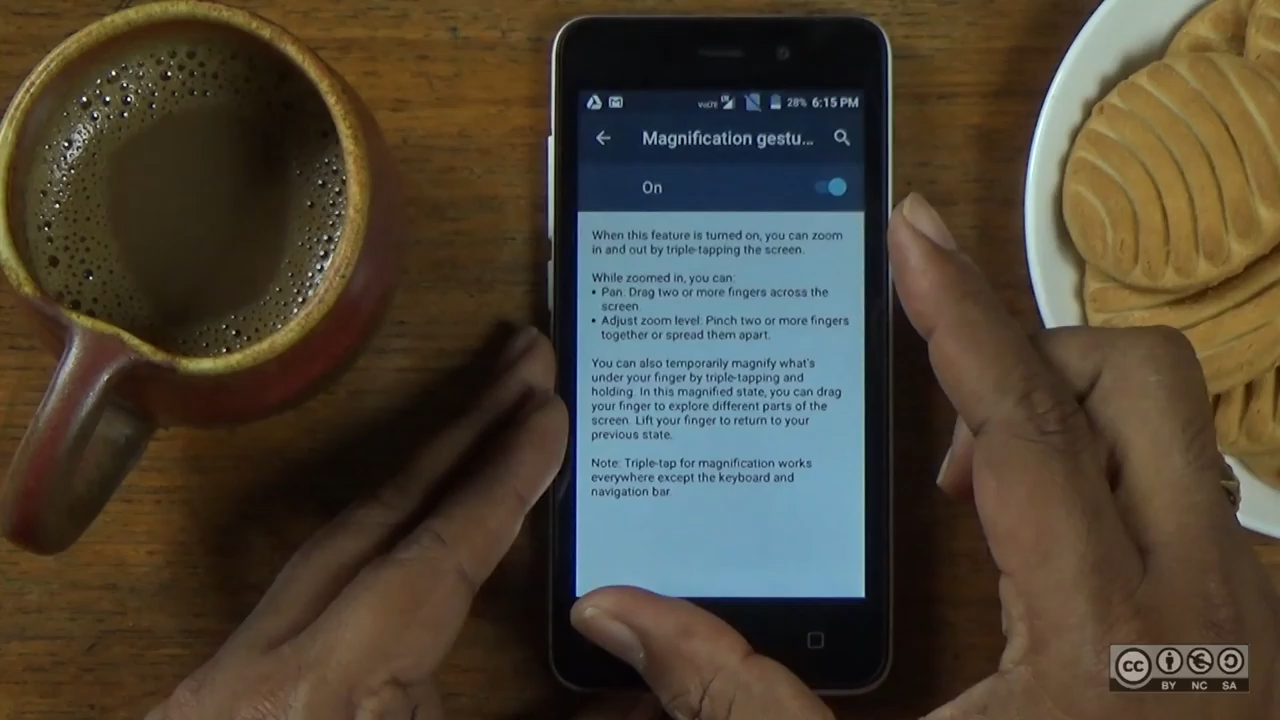 VoLTE 28% 6:15 PM
Magnification gestu...
On
When this feature is turned on, you can zoom
in and out by triple-tapping the screen.
While zoomed in, you can:
• Pan. Drag two or more fingers across the
screen.
• Adjust zoom level. Pinch two or more fingers
together or spread them apart.
You can also temporarily magnify what's
under your finger by triple-tapping and
holding. In this magnified state, you can drag
your finger to explore different parts of the
screen. Lift your finger to return to your
previous state.
Note: Triple-tap for magnification works
everywhere except the keyboard and
navigation bar.
cc
BY NC SA